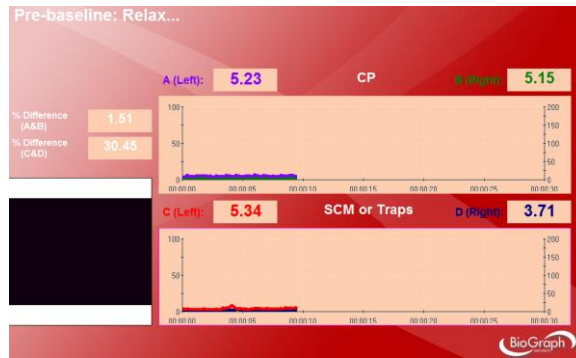 Pre-baseline: Relax...
A (Left): 5.23 CP B (Right): 5.15
% Difference (A&B) 1.51
% Difference (C&D) 30.45
100 200
150
50 100
50
0 0
00:00:00 00:00:05 00:00:10 00:00:15 00:00:20 00:00:25 00:00:30
C (Left): 5.34 SCM or Traps D (Right): 3.71
100 200
150
50 100
50
0 0
00:00:00 00:00:05 00:00:10 00:00:15 00:00:20 00:00:25 00:00:30
BioGraph